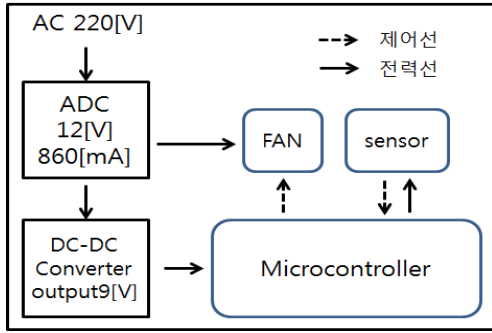 AC 220[V]
제어선
전력선
ADC
12[V]
860[mA]
FAN
sensor
DC-DC
Converter
output9[V]
Microcontroller